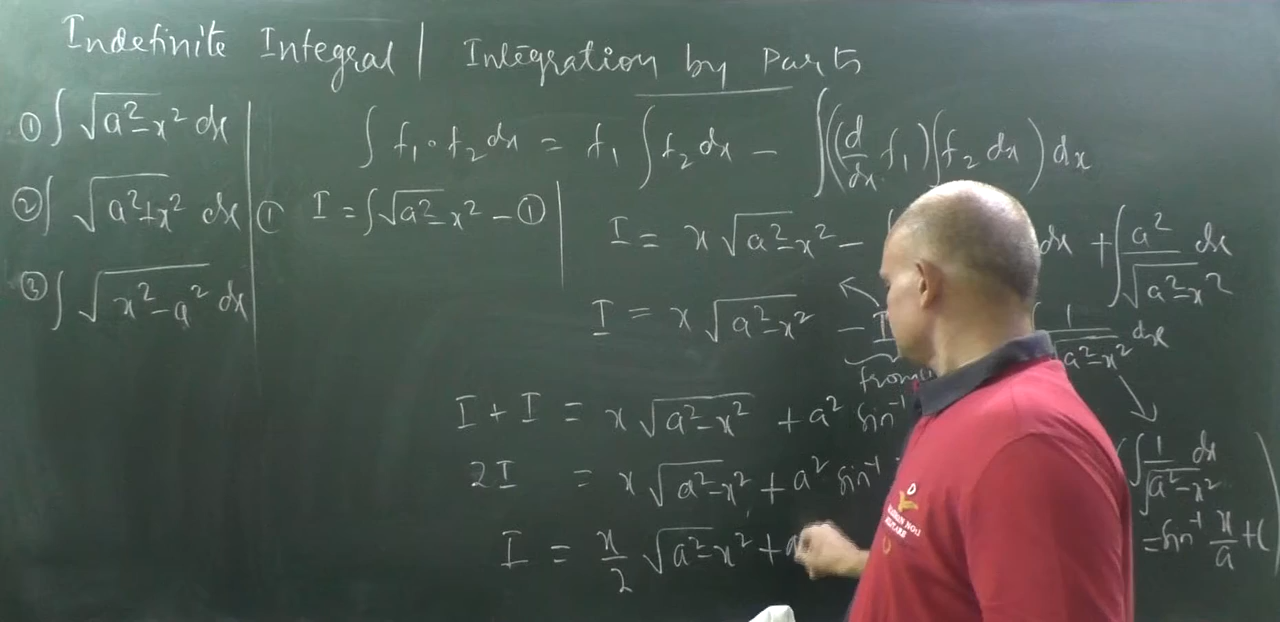 Indefinite Integral | Integration by Parts
① ∫ √a²-x² dx
② ∫ √a²+x² dx
③ ∫ √x²-a² dx
∫ f₁·f₂ dx = f₁ ∫ f₂ dx - ∫((d/dx f₁)∫f₂ dx) dx
① I = ∫√a²-x² - ①
I = x √a²-x² - dx + ∫ a²/√a²-x² dx
I = x √a²-x² - I 1/√a²-x² dx
from
I + I = x √a²-x² + a² sin⁻¹
2I = x √a²-x² + a² sin⁻¹
I = x/2 √a²-x² + a
(∫ 1/√a²-x² dx
= sin⁻¹ x/a + C)